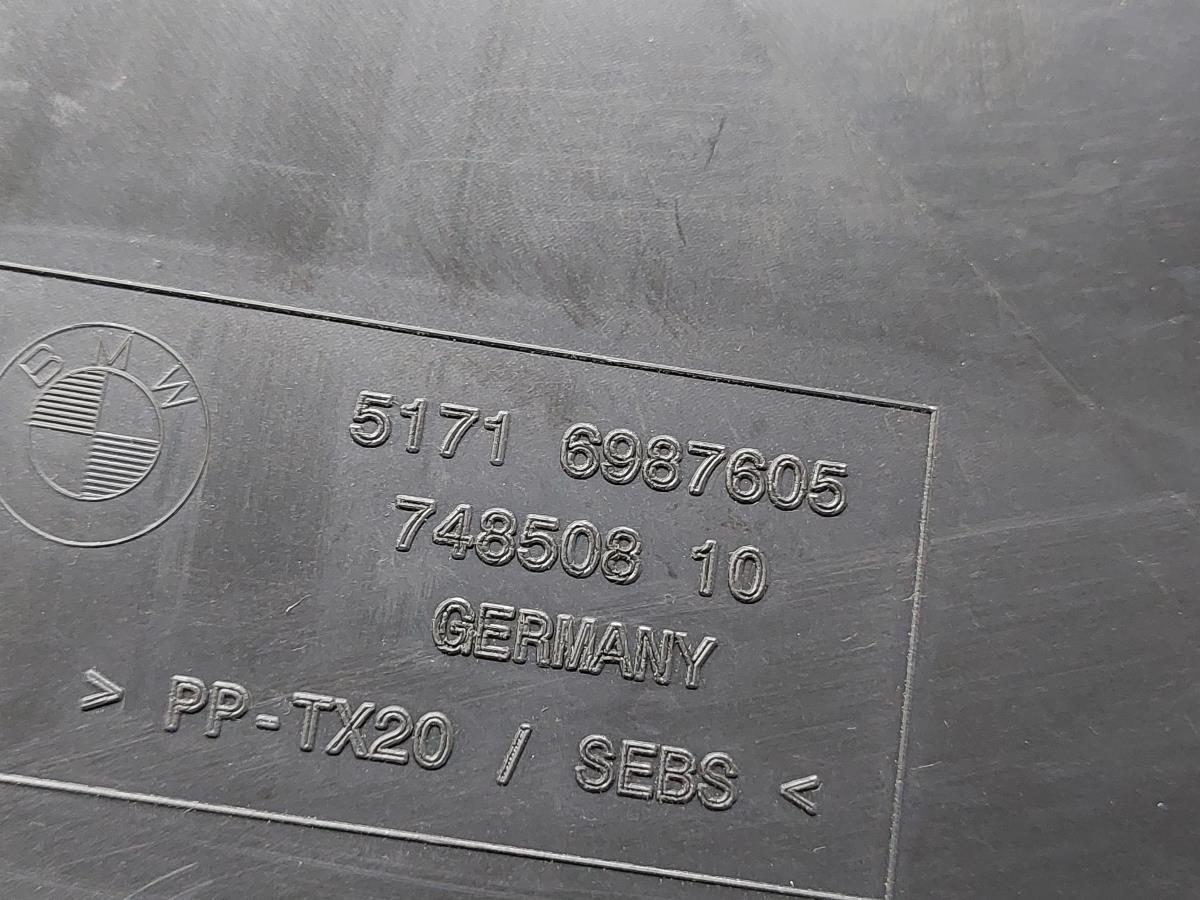 BMW
5171 6987605
748508 10
GERMANY
> PP-TX20 / SEBS <